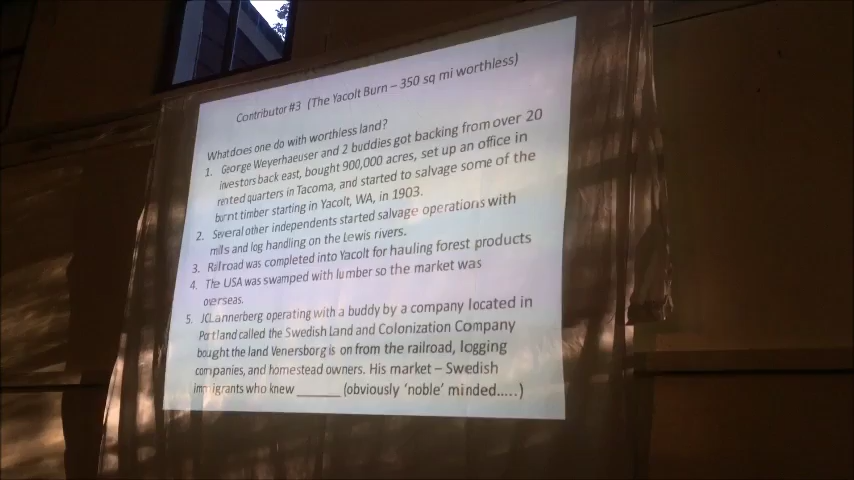 Contributor #3 (The Yacolt Burn – 350 sq mi worthless)
What does one do with worthless land?
1. George Weyerhaeuser and 2 buddies got backing from over 20
investors back east, bought 900,000 acres, set up an office in
rented quarters in Tacoma, and started to salvage some of the
burnt timber starting in Yacolt, WA, in 1903.
2. Several other independents started salvage operations with
mills and log handling on the Lewis rivers.
3. Railroad was completed into Yacolt for hauling forest products
4. The USA was swamped with lumber so the market was
overseas.
5. JCLannerberg operating with a buddy by a company located in
Portland called the Swedish Land and Colonization Company
bought the land Venersborg is on from the railroad, logging
companies, and homestead owners. His market – Swedish
immigrants who knew ______ (obviously ‘noble’ minded…..)